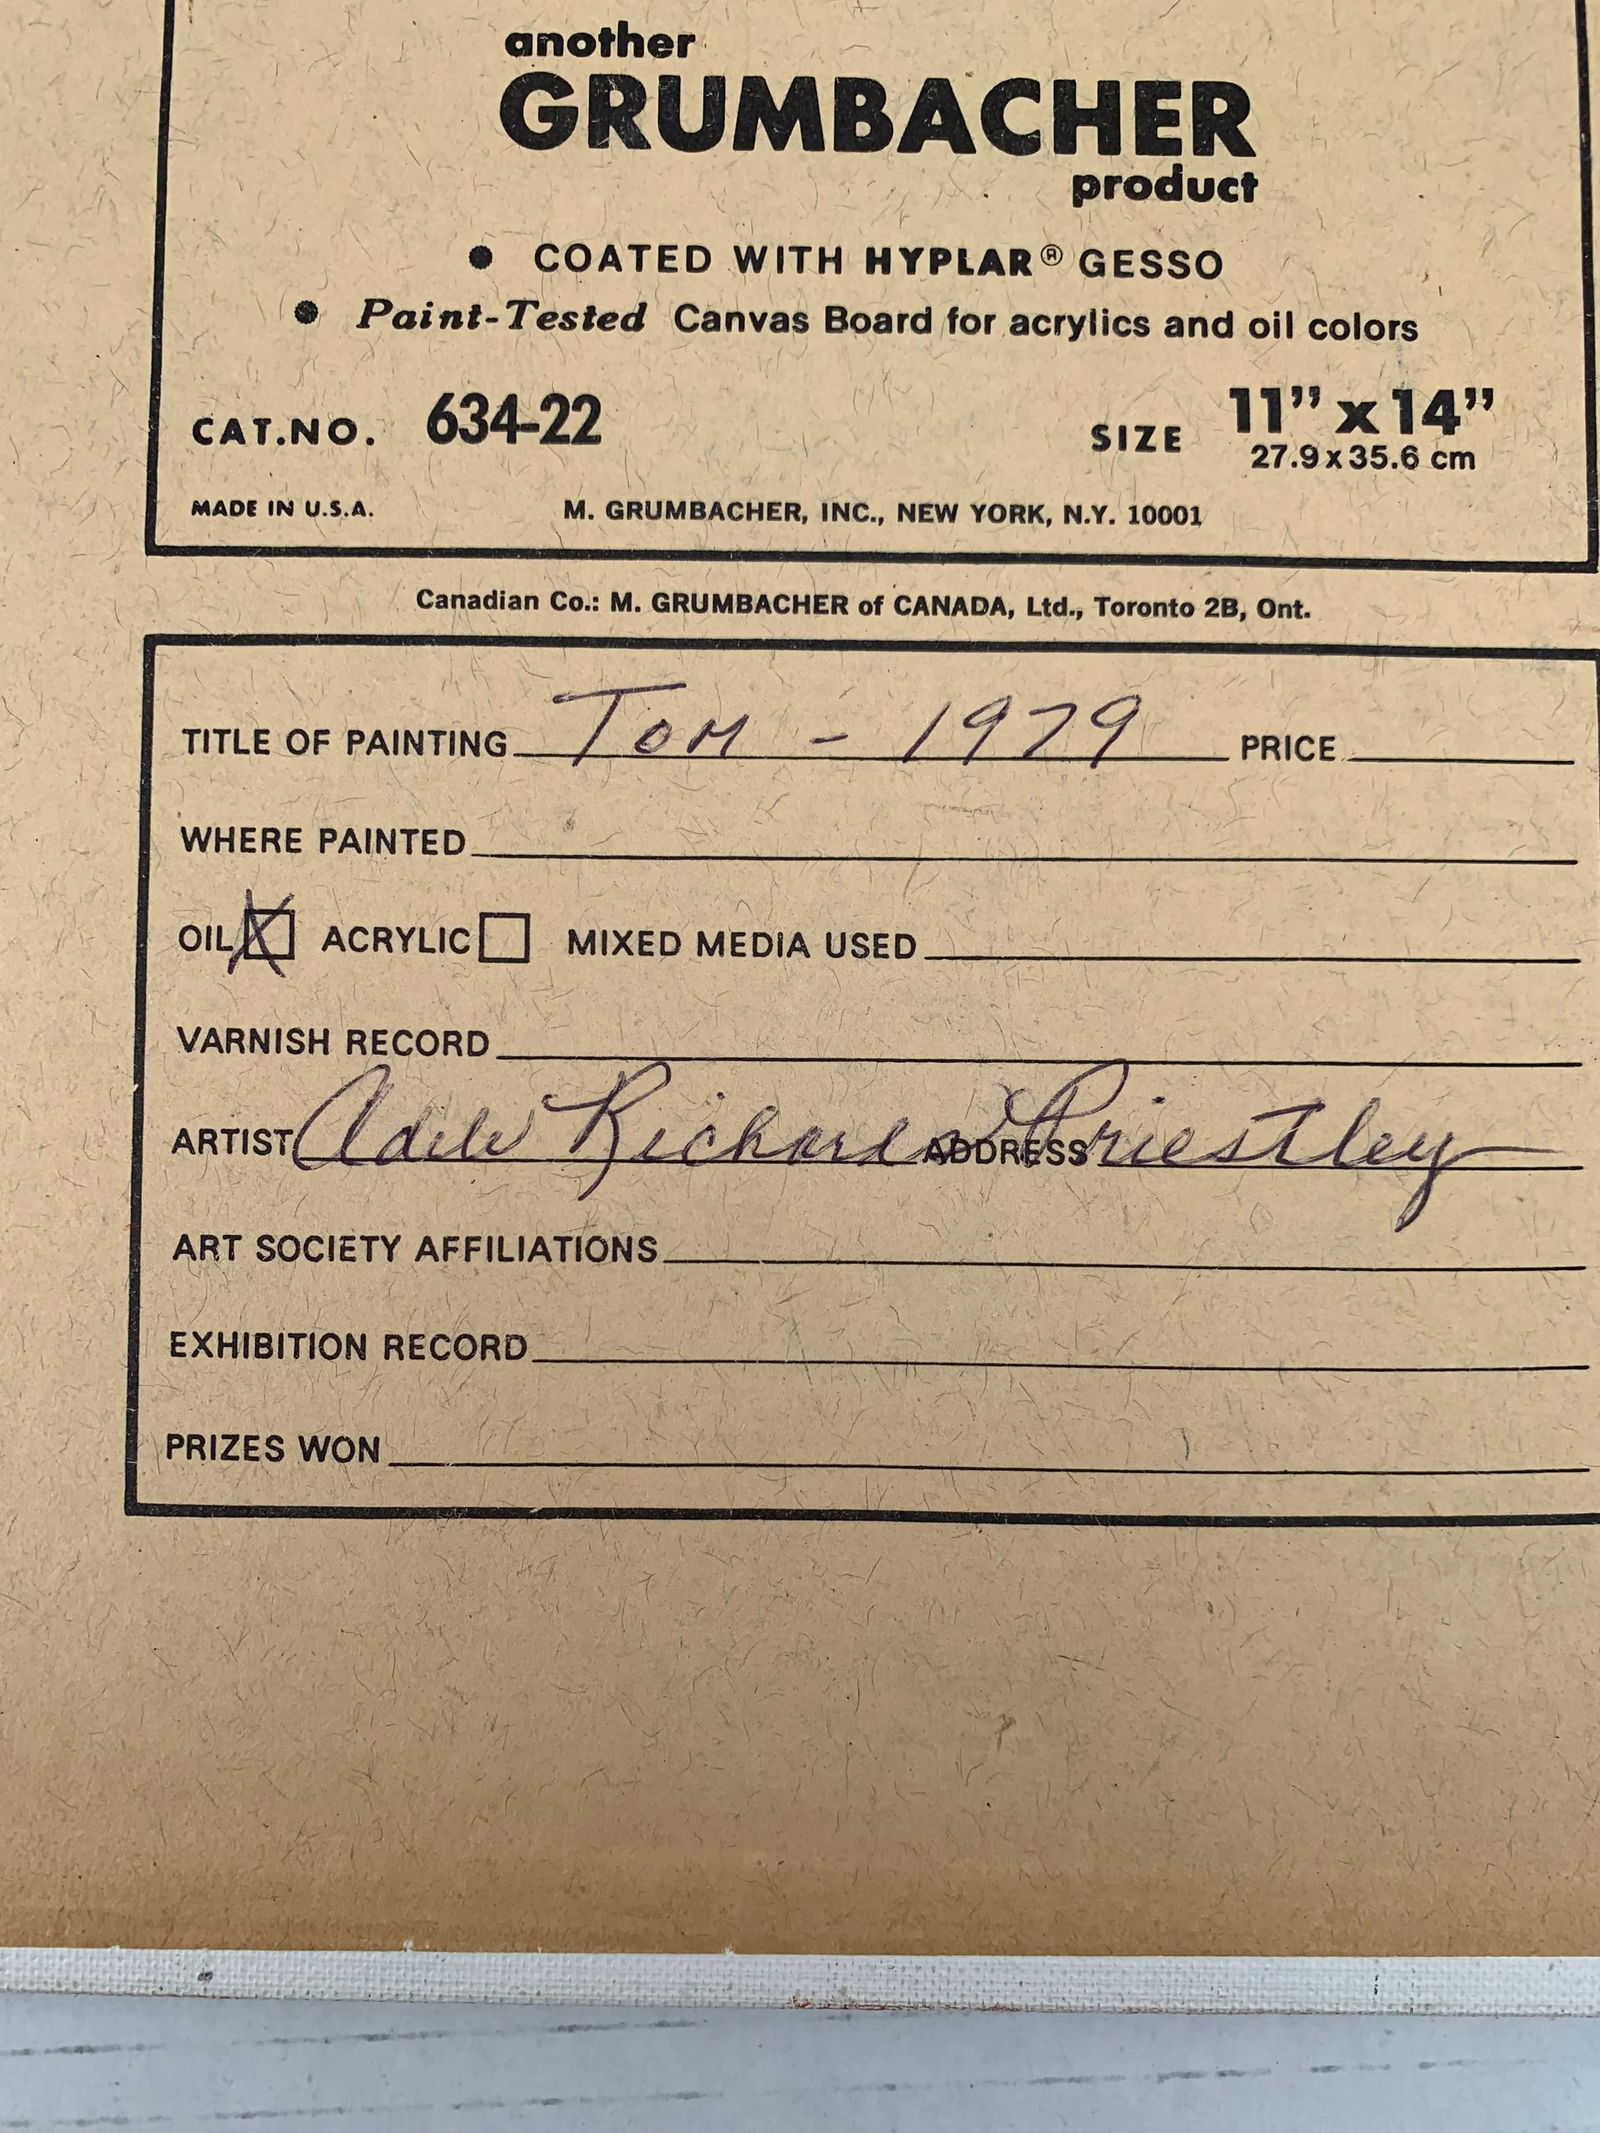 another
GRUMBACHER
product
● COATED WITH HYPLAR® GESSO
● Paint-Tested Canvas Board for acrylics and oil colors
CAT.NO. 634-22 SIZE 11” x 14”
27.9 x 35.6 cm
MADE IN U.S.A. M. GRUMBACHER, INC., NEW YORK, N.Y. 10001
Canadian Co.: M. GRUMBACHER of CANADA, Ltd., Toronto 2B, Ont.
TITLE OF PAINTING Tom - 1979 PRICE
WHERE PAINTED
OIL X ACRYLIC MIXED MEDIA USED
VARNISH RECORD
ARTIST Adele Richards ADDRESS Priestley
ART SOCIETY AFFILIATIONS
EXHIBITION RECORD
PRIZES WON